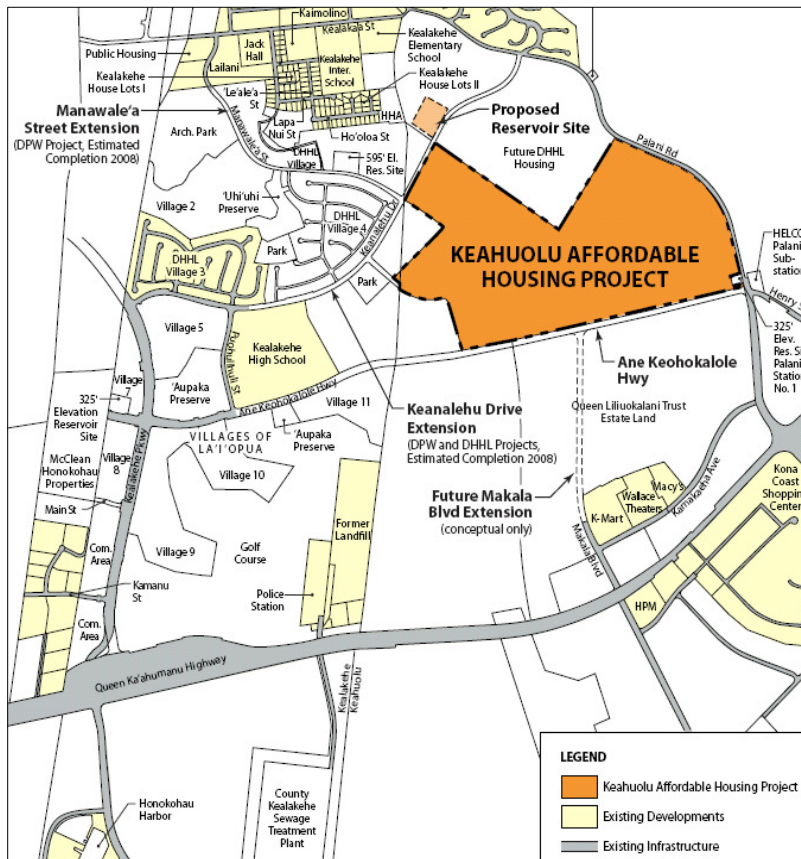 Kaimolino
Kealakaa St
Kealakehe
Elementary
School
Public Housing
Jack
Hall
Lailani
Kealakehe
House Lots I
Kealakehe
Inter.
School
Kealakehe
House Lots II
'Le'ale'a
St
Manawale'a
Street Extension
(DPW Project, Estimated
Completion 2008)
Arch. Park
Manawale'a St
Lapa
Nui St
HHA
Ho'oloa St
DHHL
Village
595' El.
Res. Site
Proposed
Reservoir Site
Future DHHL
Housing
Palani Rd
Village 2
'Uhi'uhi
Preserve
DHHL
Village 4
Keanalehu Dr
Park
Park
DHHL
Village 3
KEAHUOLU AFFORDABLE
HOUSING PROJECT
HELCO
Palani
Sub-
station
Henry S
325'
Elev.
Res. Si
Palani
Station
No. 1
Village 5
Kealakehe
High School
'Aupaka
Preserve
Ane Keohokalole Hwy
Ane Keohokalole
Hwy
Village
7
325'
Elevation
Reservoir
Site
Village 11
'Aupaka
Preserve
Keanalehu Drive
Extension
(DPW and DHHL Projects,
Estimated Completion 2008)
Queen Liliuokalani Trust
Estate Land
VILLAGES OF
LA'I'OPUA
Village
8
Kealakehe Pkwy
Village 10
McClean
Honokohau
Properties
Main St
Future Makala
Blvd Extension
(conceptual only)
Macy's
Wallace
Theaters
K-Mart
Kamakaeha Ave
Kona
Coast
Shopping
Center
Former
Landfill
Golf
Course
Village 9
Com.
Area
Kamanu
St
Police
Station
Makala Blvd
HPM
Com.
Area
Queen Ka'ahumanu Highway
Kealakehe
Keahuolu
County
Kealakehe
Sewage
Treatment
Plant
Honokohau
Harbor
LEGEND
Keahuolu Affordable Housing Project
Existing Developments
Existing Infrastructure